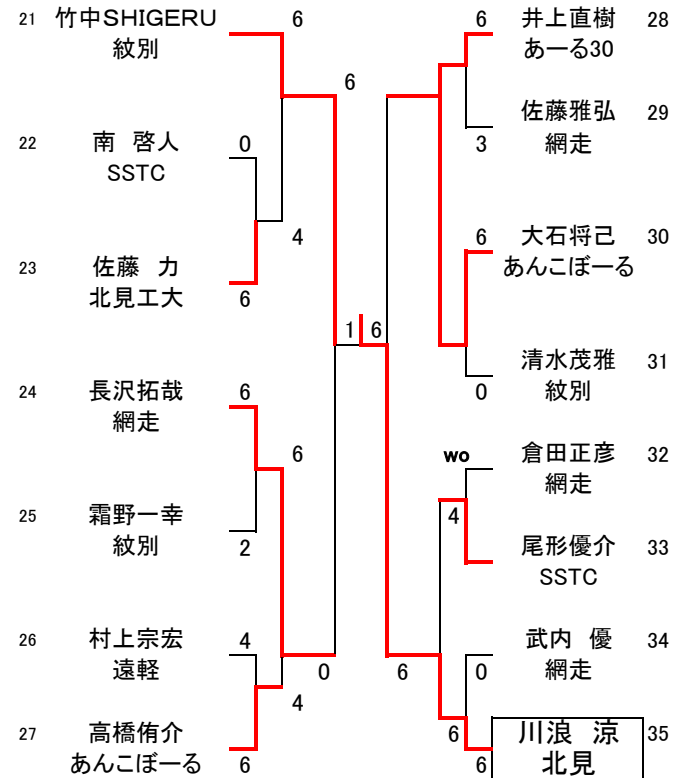 21 竹中SHIGERU 6
紋別
6
22 南 啓人 0
SSTC
4
23 佐藤 力
北見工大 6
1 6
24 長沢拓哉 6
網走
6
25 霜野一幸
紋別 2
26 村上宗宏 4
遠軽
0
4
27 高橋侑介
あんこぼーる 6
6 井上直樹 28
あーる30
佐藤雅弘 29
3 網走
6 大石将己 30
あんこぼーる
清水茂雅 31
0 紋別
wo 倉田正彦 32
網走
4
尾形優介 33
SSTC
武内 優 34
6 0 網走
6 川浪 涼 35
6 北見